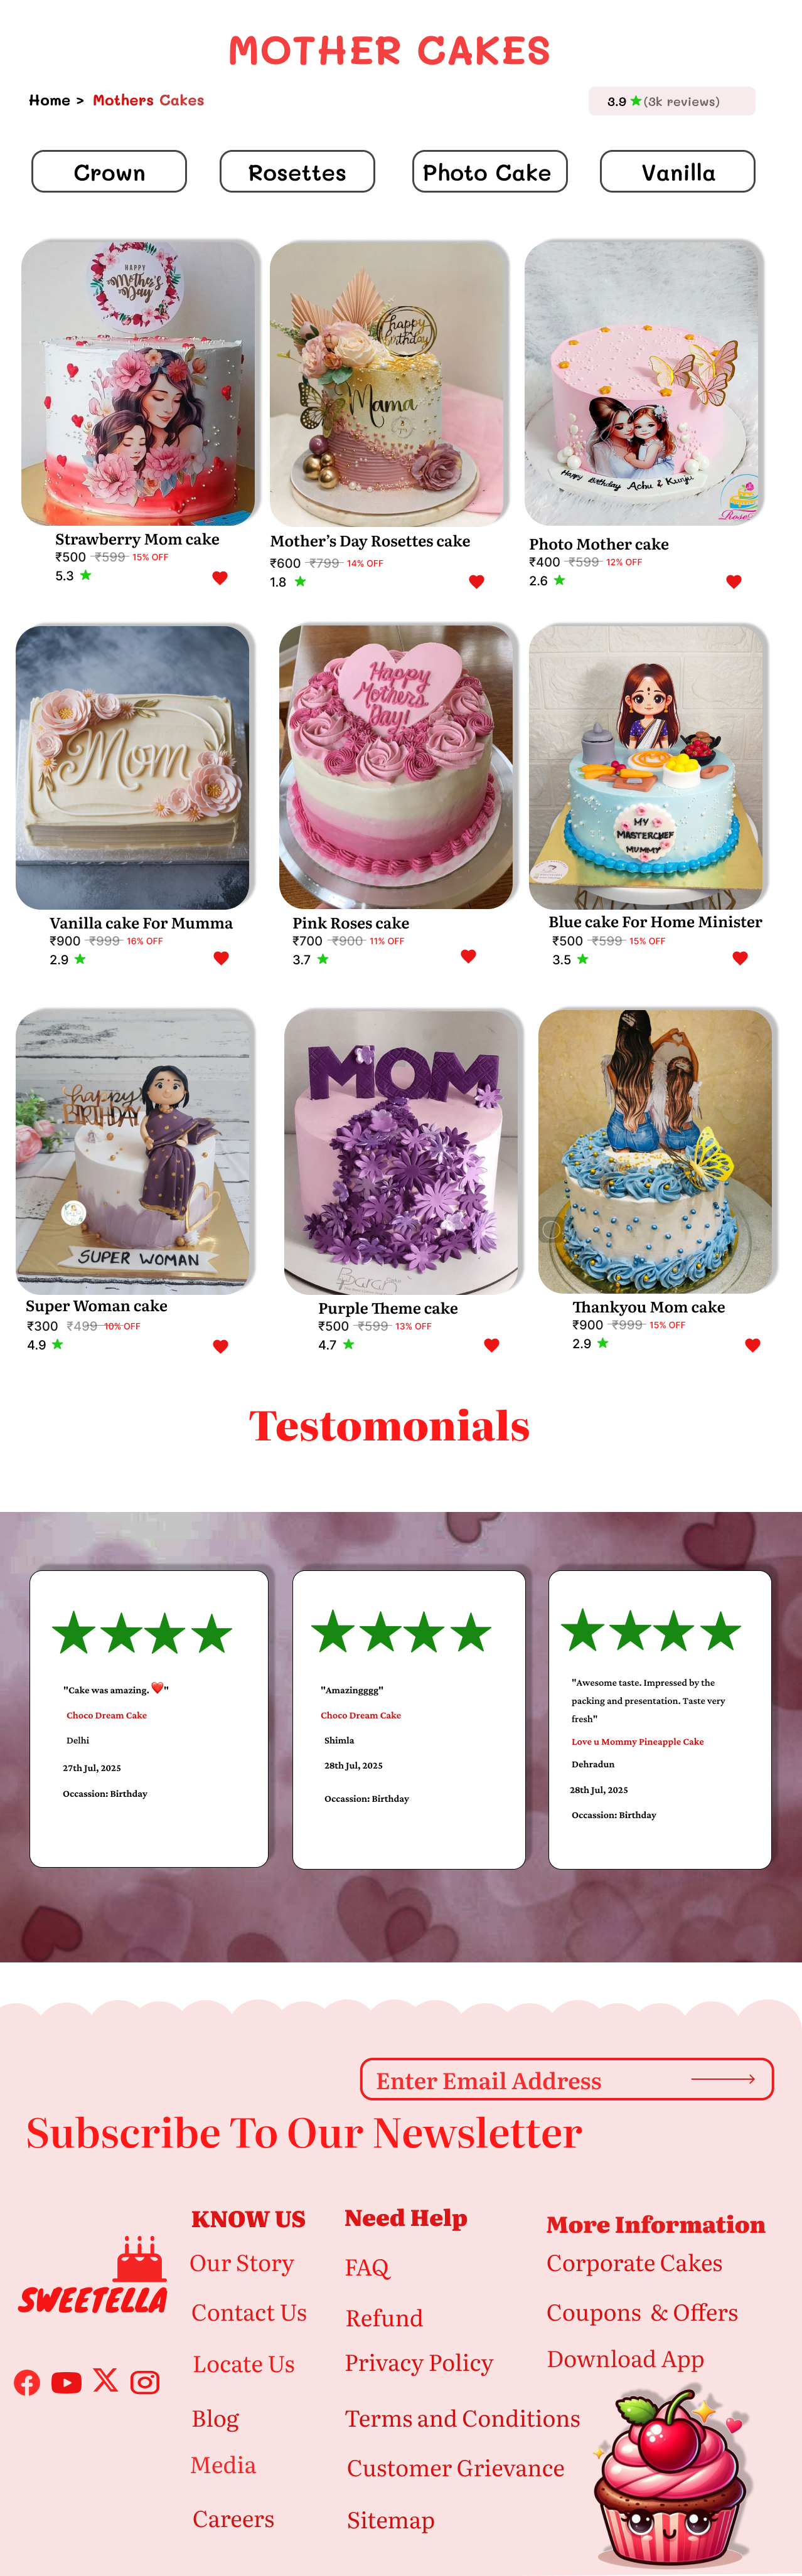 MOTHER CAKES
Home > Mothers Cakes
3.9 ★ (3k reviews)
Crown
Rosettes
Photo Cake
Vanilla
HAPPY
Mother's
Day
happy
birthday
Mama
Happy Birthday Achu & Kunju
Rose
Strawberry Mom cake
₹500 ₹599 15% OFF
5.3 ★
Mother's Day Rosettes cake
₹600 ₹799 14% OFF
1.8 ★
Photo Mother cake
₹400 ₹599 12% OFF
2.6 ★
Mom
Happy
Mothers
Day!
MY
MASTERCHEF
MUMMY
Vanilla cake For Mumma
₹900 ₹999 16% OFF
2.9 ★
Pink Roses cake
₹700 ₹900 11% OFF
3.7 ★
Blue cake For Home Minister
₹500 ₹599 15% OFF
3.5 ★
happy
BIRTHDAY
SUPER WOMAN
MOM
Super Woman cake
₹300 ₹499 10% OFF
4.9 ★
Purple Theme cake
₹500 ₹599 13% OFF
4.7 ★
Thankyou Mom cake
₹900 ₹999 15% OFF
2.9 ★
Testomonials
"Cake was amazing. ❤️"
Choco Dream Cake
Delhi
27th Jul, 2025
Occassion: Birthday
"Amazingggg"
Choco Dream Cake
Shimla
28th Jul, 2025
Occassion: Birthday
"Awesome taste. Impressed by the
packing and presentation. Taste very
fresh"
Love u Mommy Pineapple Cake
Dehradun
28th Jul, 2025
Occassion: Birthday
Enter Email Address
Subscribe To Our Newsletter
SWEETELLA
KNOW US
Our Story
Contact Us
Locate Us
Blog
Media
Careers
Need Help
FAQ
Refund
Privacy Policy
Terms and Conditions
Customer Grievance
Sitemap
More Information
Corporate Cakes
Coupons & Offers
Download App